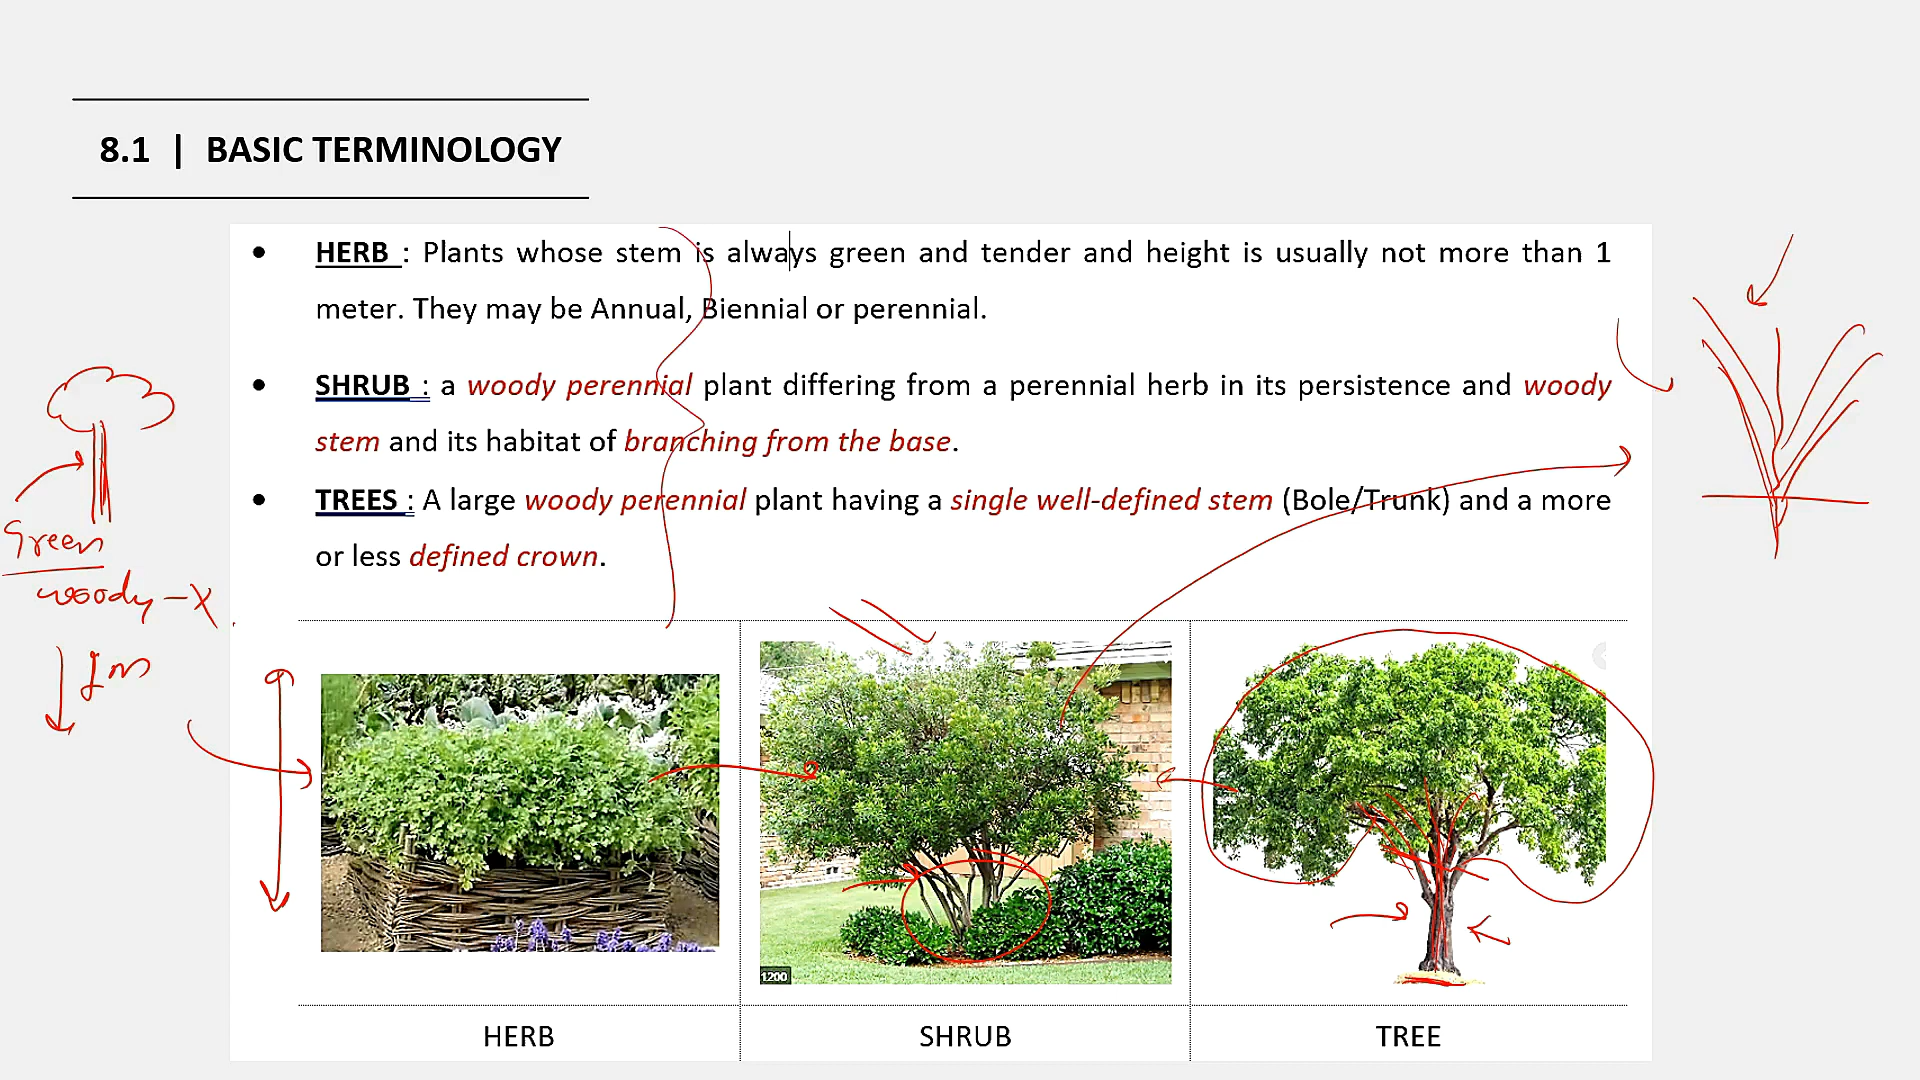 8.1 | BASIC TERMINOLOGY
• HERB : Plants whose stem is always green and tender and height is usually not more than 1
meter. They may be Annual, Biennial or perennial.
• SHRUB : a woody perennial plant differing from a perennial herb in its persistence and woody
stem and its habitat of branching from the base.
• TREES : A large woody perennial plant having a single well-defined stem (Bole/Trunk) and a more
or less defined crown.
Green
woody - X
1m
1200
HERB SHRUB TREE